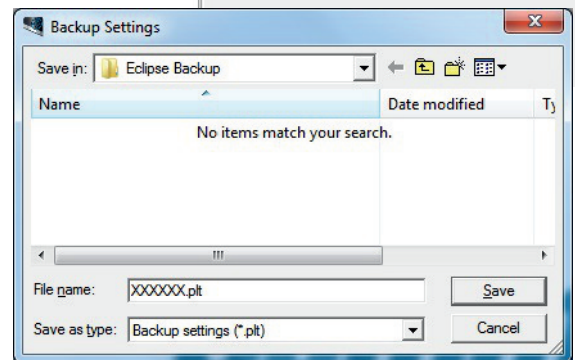 Backup Settings
Save in: Eclipse Backup
Name Date modified Ty
No items match your search.
File name: XXXXXX.plt Save
Save as type: Backup settings (*.plt) Cancel